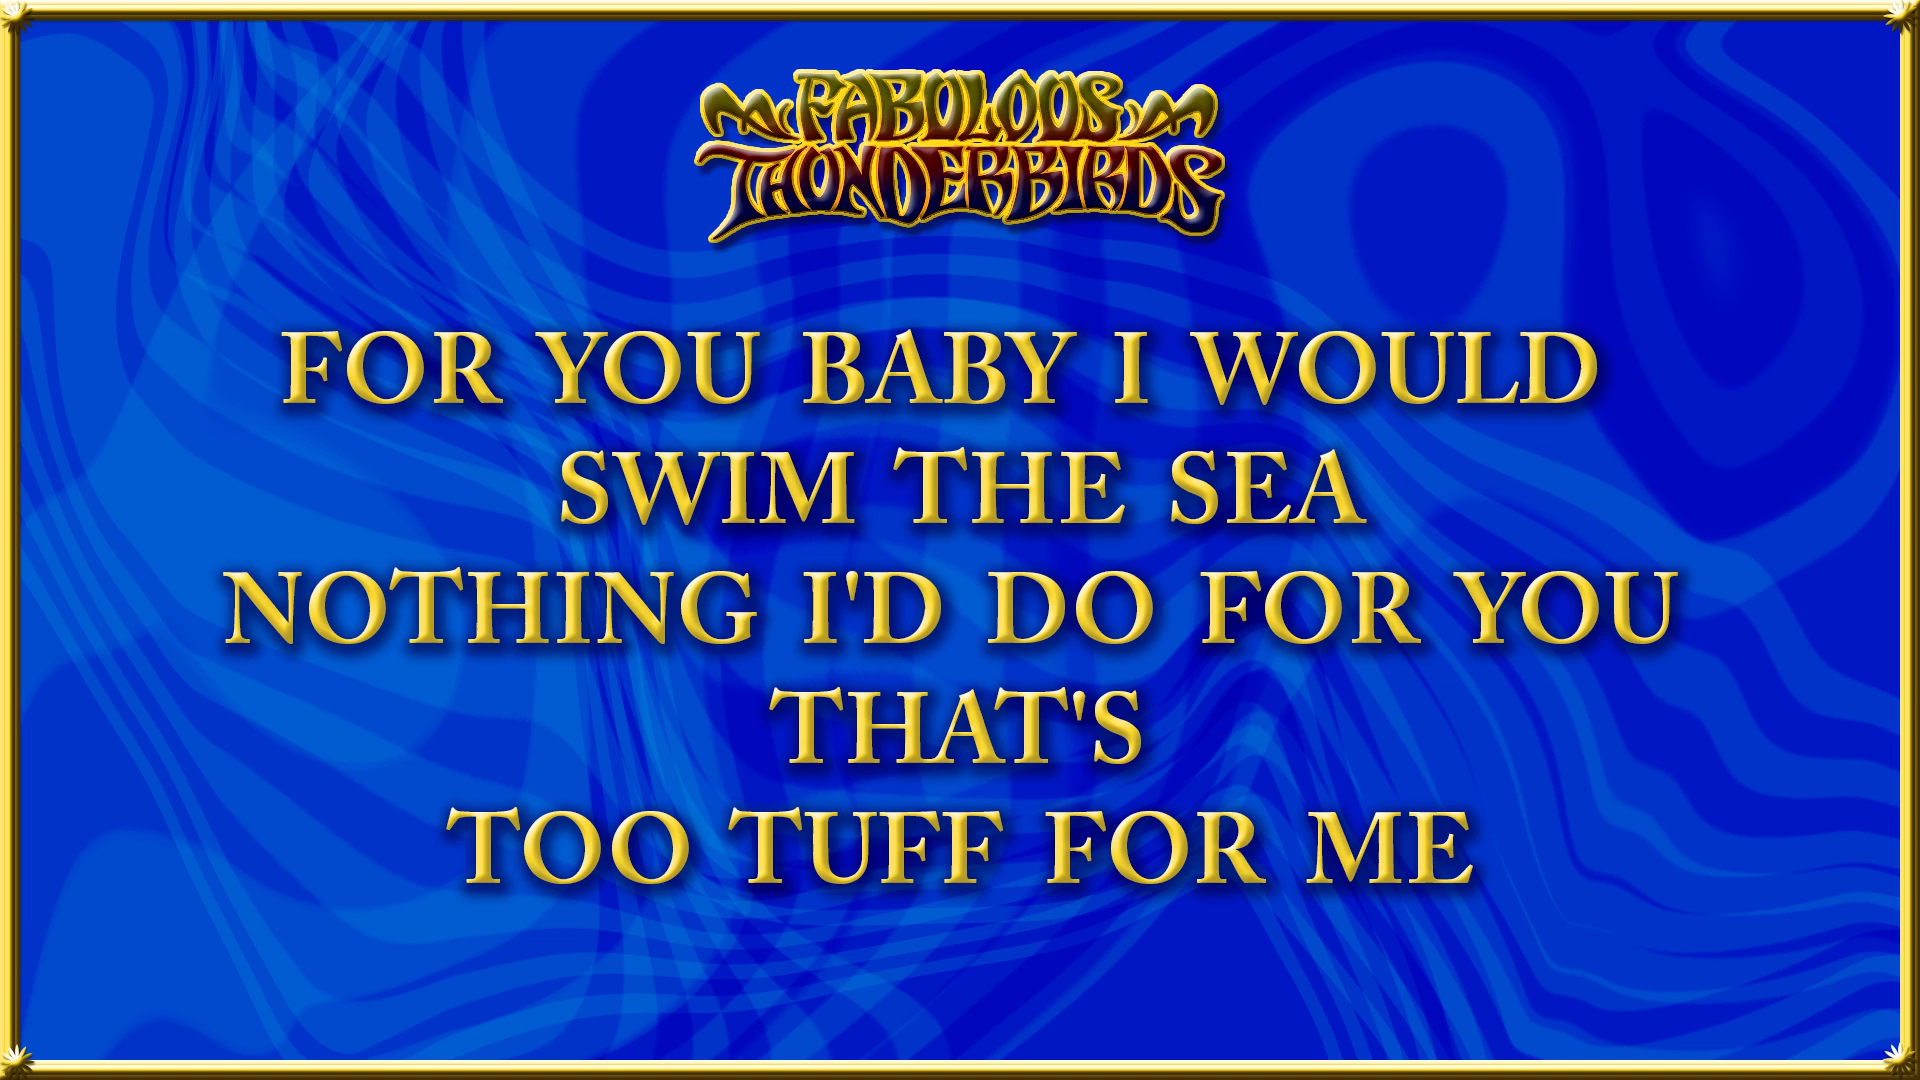 FABULOUS
THUNDERBIRDS
FOR YOU BABY I WOULD
SWIM THE SEA
NOTHING I'D DO FOR YOU
THAT'S
TOO TUFF FOR ME